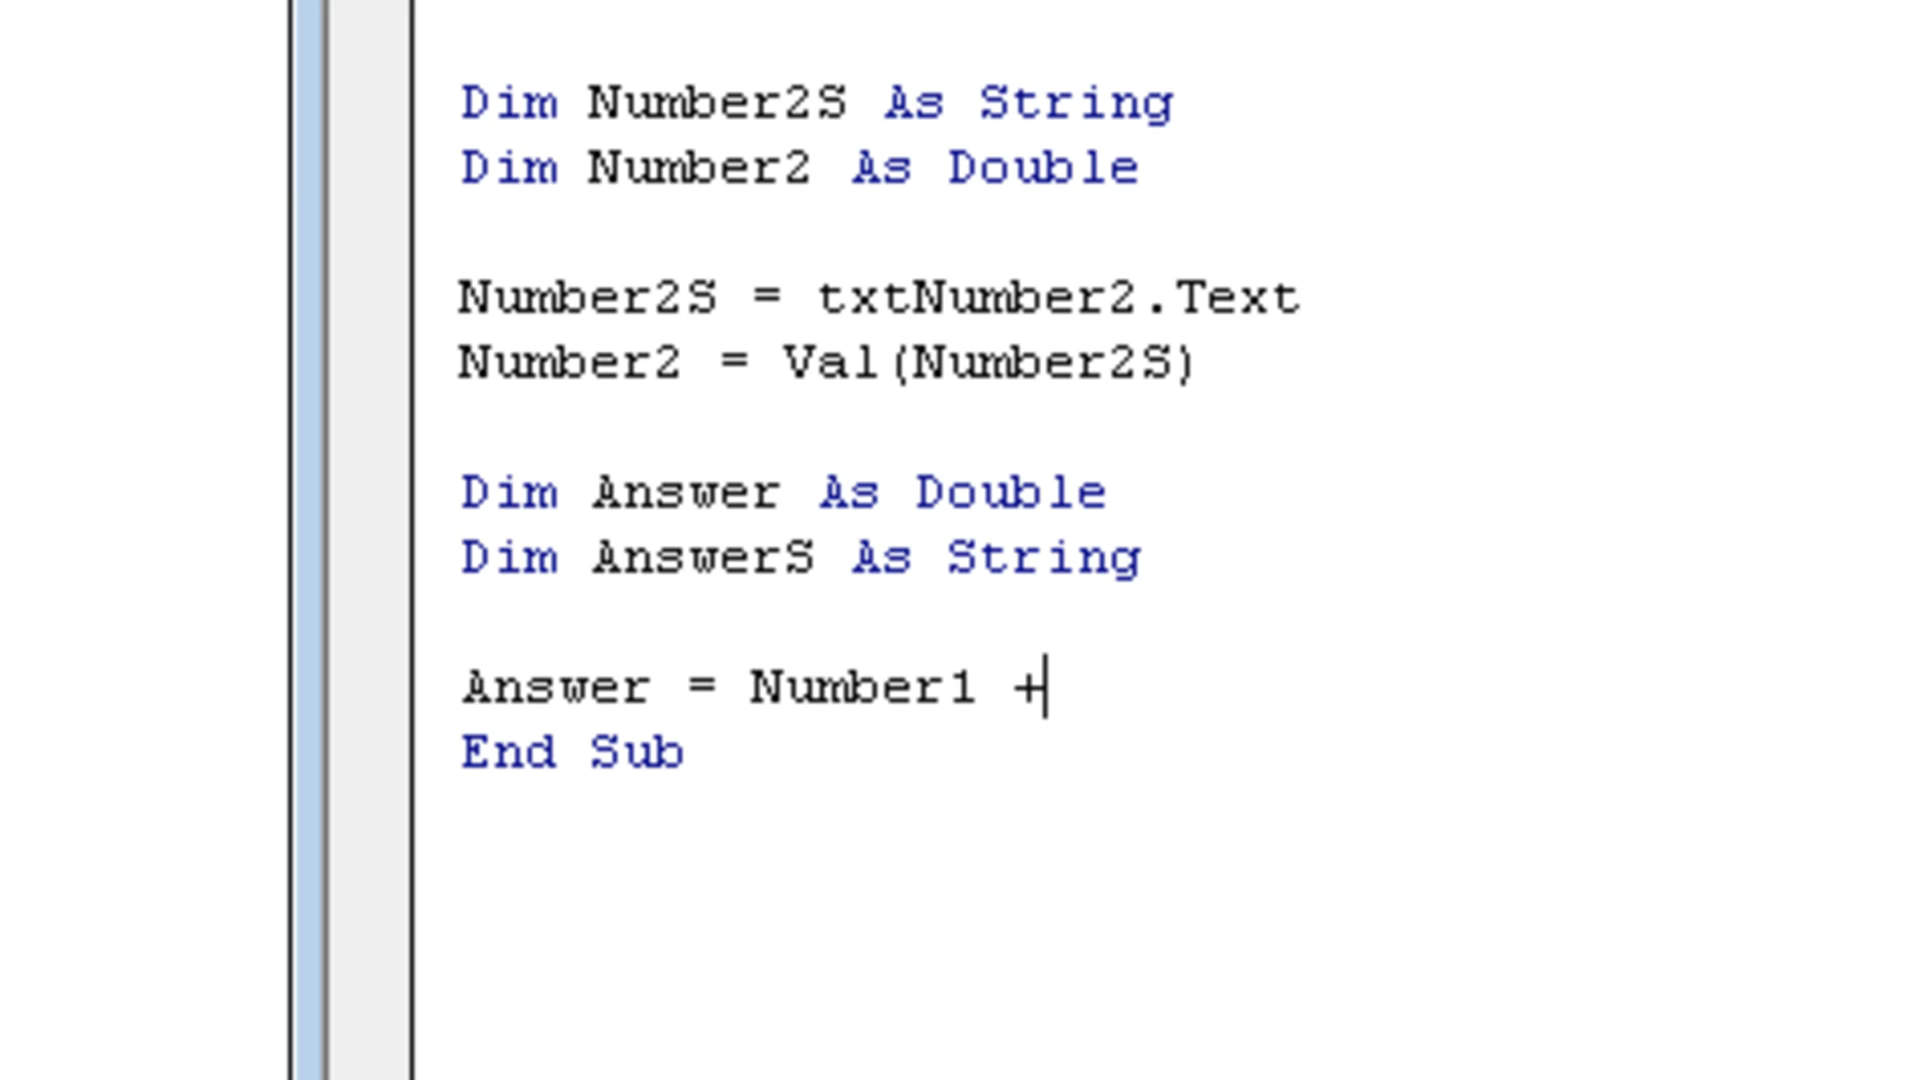 Dim Number2S As String
Dim Number2 As Double
Number2S = txtNumber2.Text
Number2 = Val(Number2S)
Dim Answer As Double
Dim AnswerS As String
Answer = Number1 +
End Sub